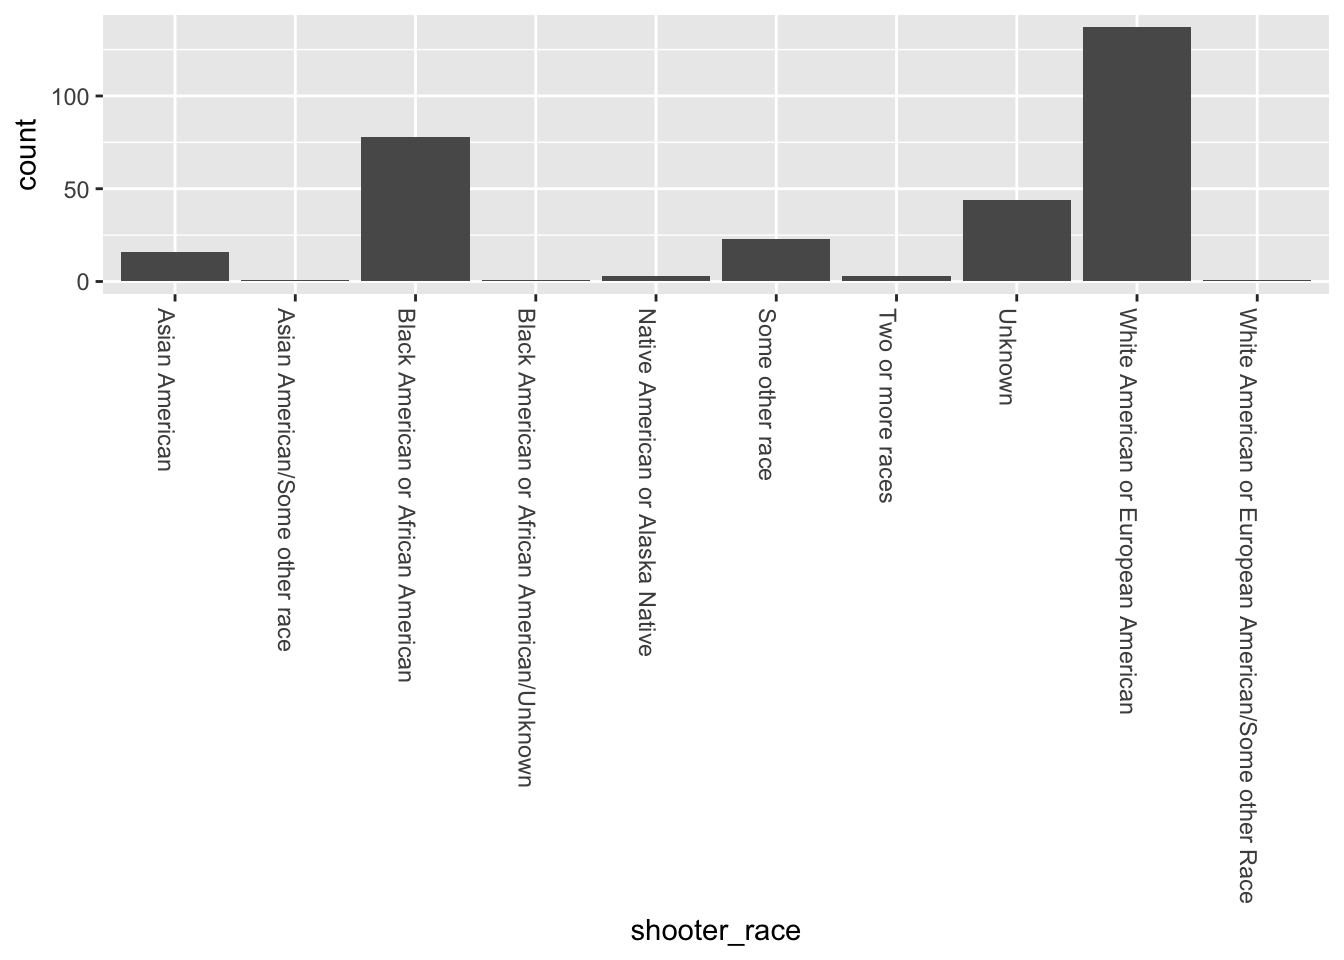 count
100
50
0
Asian American
Asian American/Some other race
Black American or African American
Black American or African American/Unknown
Native American or Alaska Native
Some other race
Two or more races
Unknown
White American or European American
White American or European American/Some other Race
shooter_race